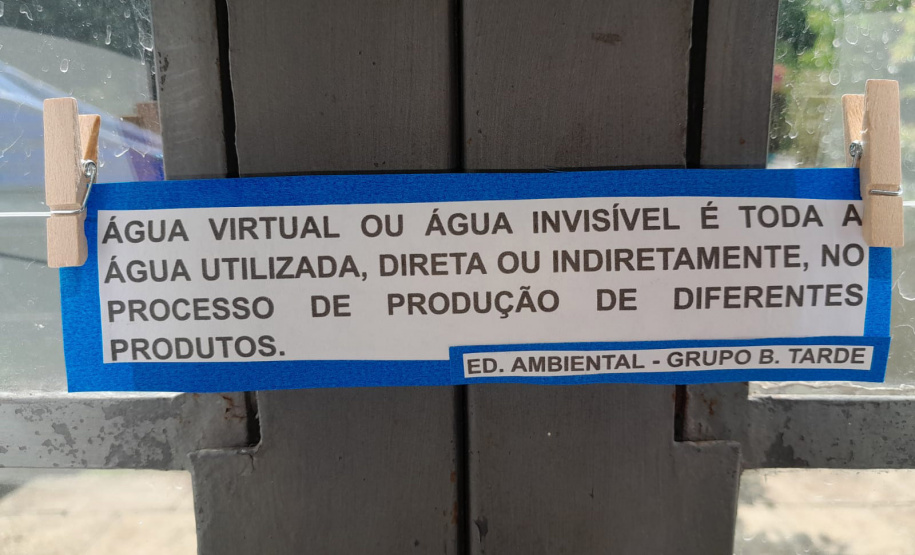 ÁGUA VIRTUAL OU ÁGUA INVISÍVEL É TODA A
ÁGUA UTILIZADA, DIRETA OU INDIRETAMENTE, NO
PROCESSO DE PRODUÇÃO DE DIFERENTES
PRODUTOS.
ED. AMBIENTAL - GRUPO B. TARDE